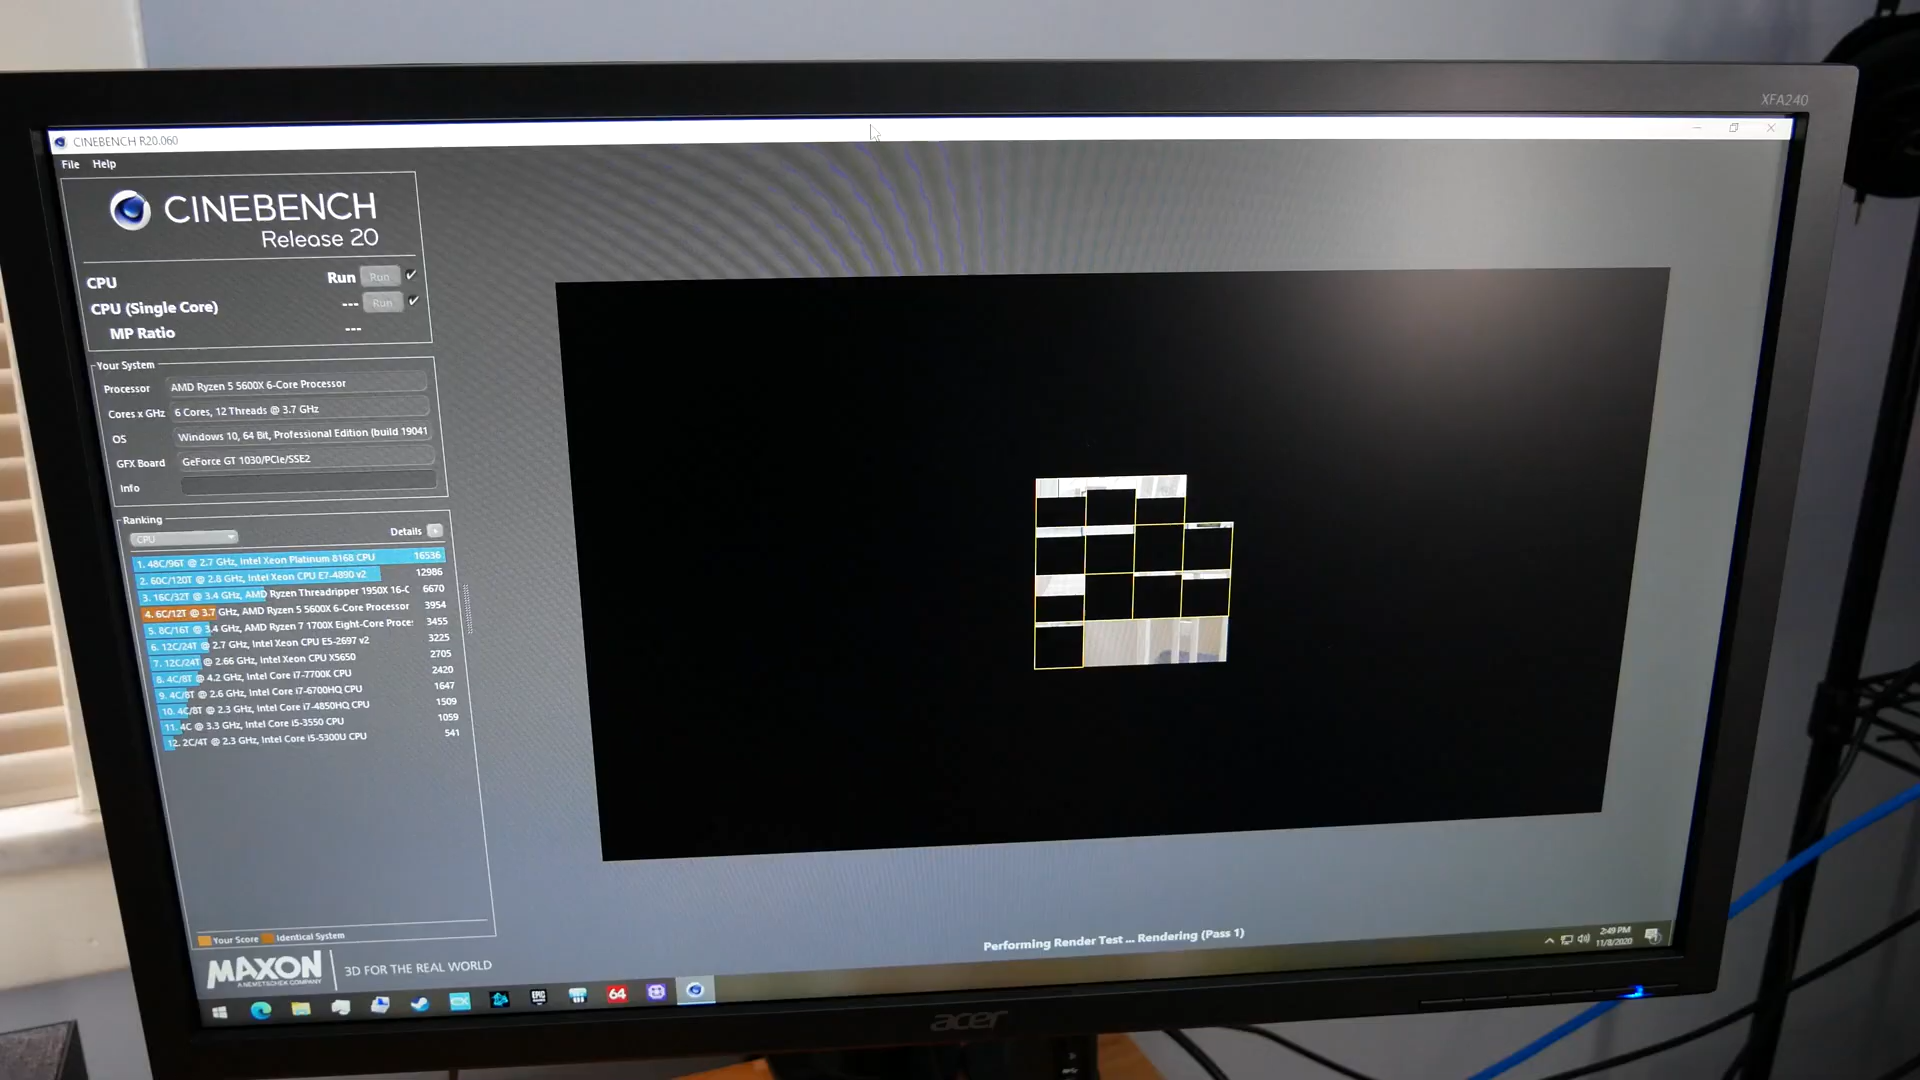 XFA240
CINEBENCH R20.060
File Help
CINEBENCH
Release 20
CPU Run Run
CPU (Single Core) --- Run
MP Ratio ---
Your System
Processor AMD Ryzen 5 5600X 6-Core Processor
Cores x GHz 6 Cores, 12 Threads @ 3.7 GHz
OS Windows 10, 64 Bit, Professional Edition (build 19041
GFX Board GeForce GT 1030/PCIe/SSE2
Info
Ranking
CPU Details
1. 48C/96T @ 2.7 GHz, Intel Xeon Platinum 8168 CPU 16536
2. 60C/120T @ 2.8 GHz, Intel Xeon CPU E7-4890 v2 12986
3. 16C/32T @ 3.4 GHz, AMD Ryzen Threadripper 1950X 16-C 6670
4. 6C/12T @ 3.7 GHz, AMD Ryzen 5 5600X 6-Core Processor 3954
5. 8C/16T @ 3.4 GHz, AMD Ryzen 7 1700X Eight-Core Proce: 3455
6. 12C/24T @ 2.7 GHz, Intel Xeon CPU E5-2697 v2 3225
7. 12C/24T @ 2.66 GHz, Intel Xeon CPU X5650 2705
8. 4C/8T @ 4.2 GHz, Intel Core i7-7700K CPU 2420
9. 4C/8T @ 2.6 GHz, Intel Core i7-6700HQ CPU 1647
10. 4C/8T @ 2.3 GHz, Intel Core i7-4850HQ CPU 1509
11. 4C @ 3.3 GHz, Intel Core i5-3550 CPU 1059
12. 2C/4T @ 2.3 GHz, Intel Core i5-5300U CPU 541
Your Score Identical System
MAXON 3D FOR THE REAL WORLD
A NEMETSCHEK COMPANY
Performing Render Test ... Rendering (Pass 1)
2:49 PM
11/8/2020
EPIC
64
acer